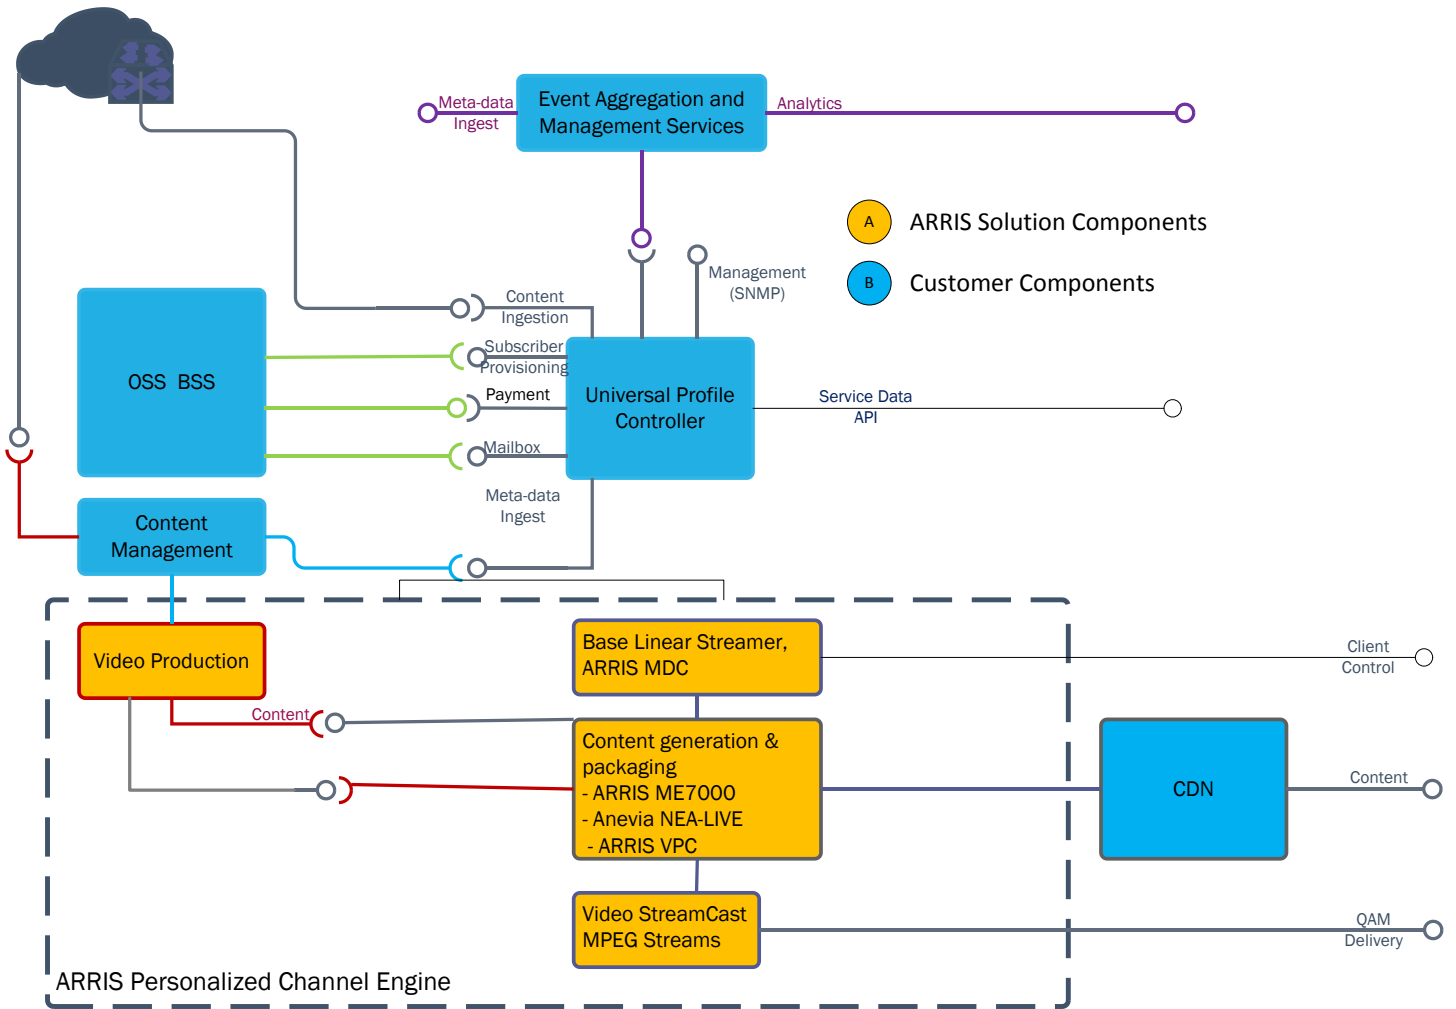 Meta-data
Ingest
Event Aggregation and
Management Services
Analytics
A
ARRIS Solution Components
B
Customer Components
Management
(SNMP)
Content
Ingestion
Subscriber
Provisioning
Payment
Mailbox
Meta-data
Ingest
OSS BSS
Universal Profile
Controller
Service Data
API
Content
Management
Video Production
Content
Base Linear Streamer,
ARRIS MDC
Client
Control
Content generation &
packaging
- ARRIS ME7000
- Anevia NEA-LIVE
- ARRIS VPC
CDN
Content
Video StreamCast
MPEG Streams
QAM
Delivery
ARRIS Personalized Channel Engine